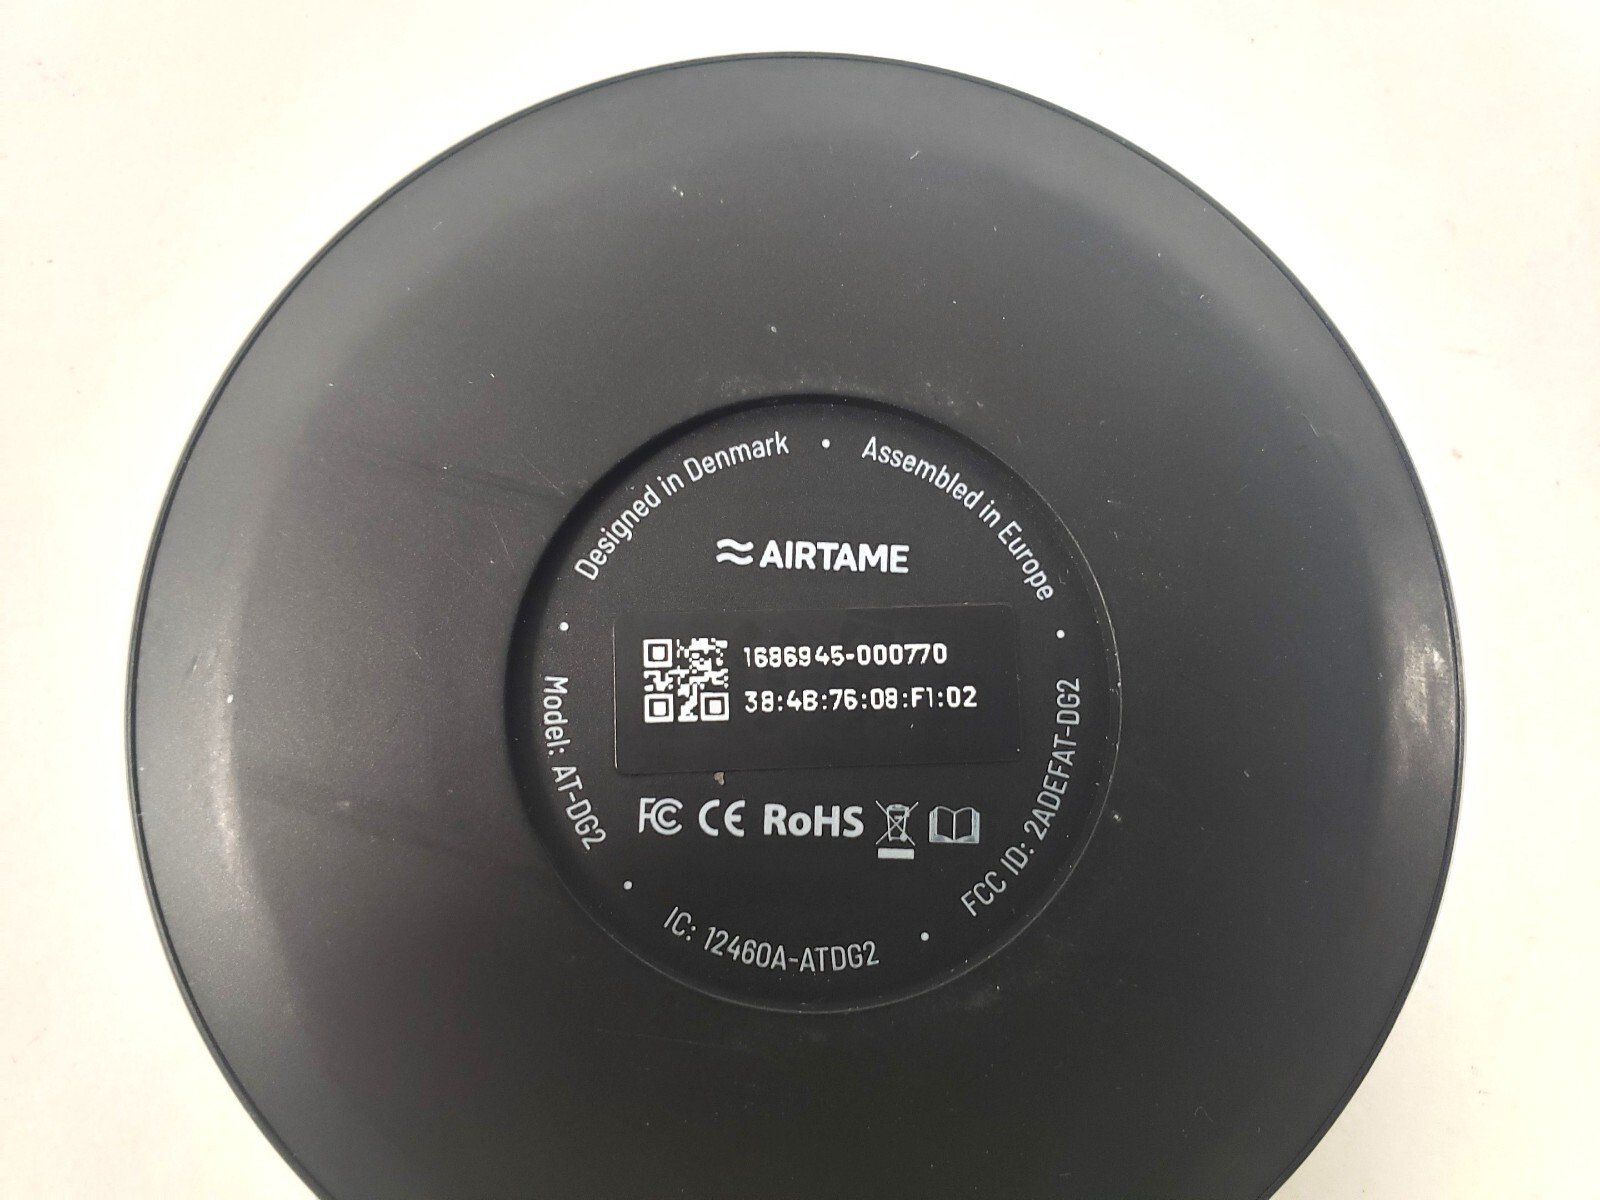 Designed in Denmark • Assembled in Europe
AIRTAME
1686945-000770
38:4B:76:08:F1:02
FC CE RoHS
Model: AT-DG2 • IC: 12460A-ATDG2 • FCC ID: 2ADEFAT-DG2